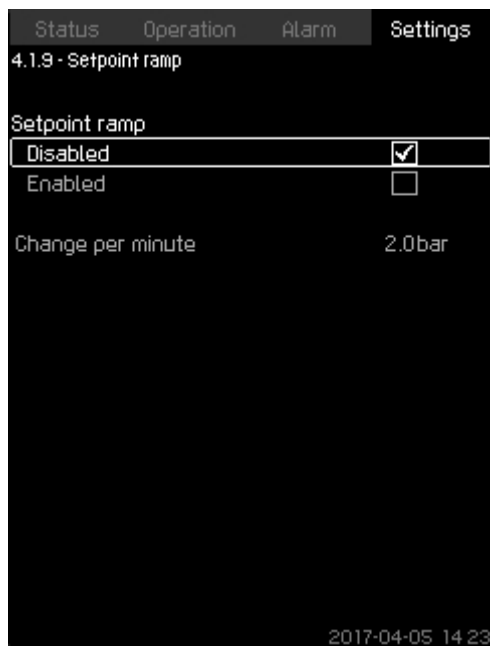 Status Operation Alarm Settings
4.1.9 - Setpoint ramp
Setpoint ramp
Disabled
Enabled
Change per minute 2.0bar
2017-04-05 14:23